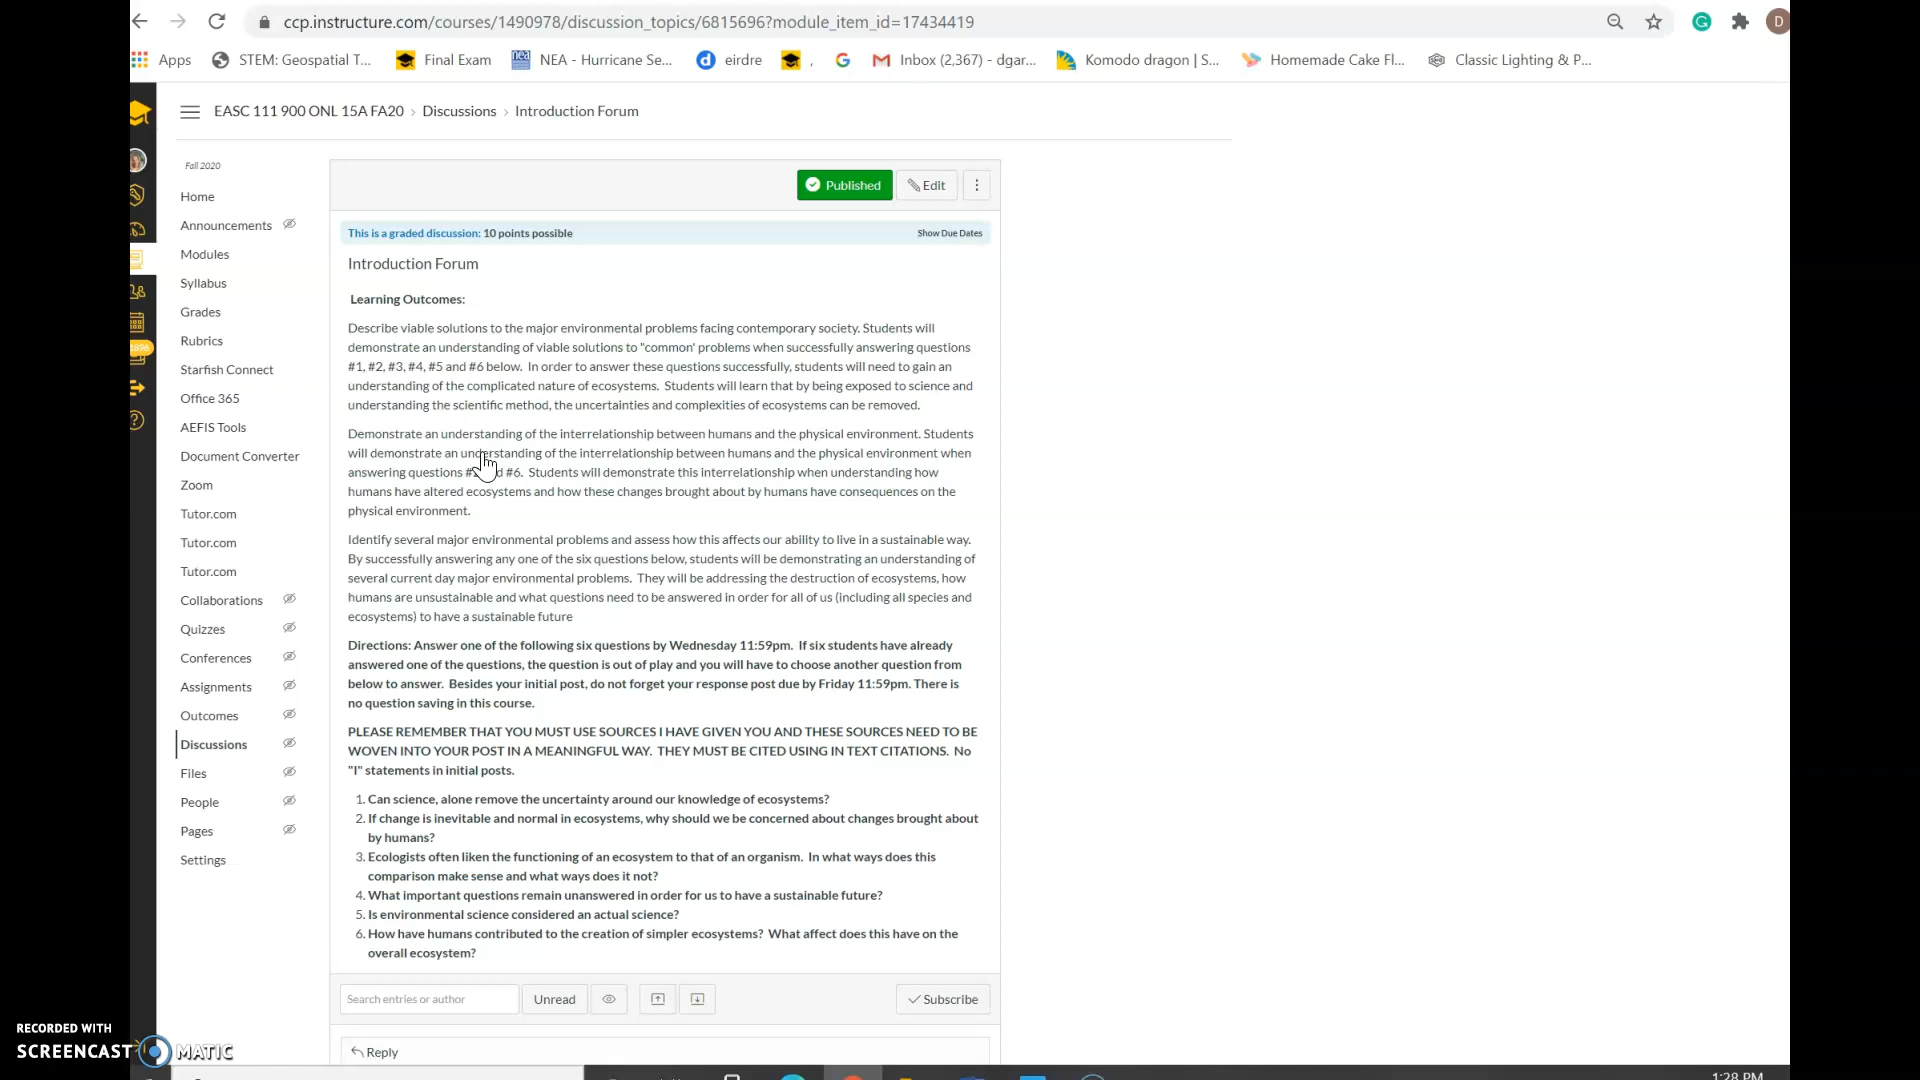 ccp.instructure.com/courses/1490978/discussion_topics/6815696?module_item_id=17434419
D
Apps STEM: Geospatial T... Final Exam NEA - Hurricane Se... eirdre , Inbox (2,367) - dgar... Komodo dragon | S... Homemade Cake Fl... Classic Lighting & P...
EASC 111 900 ONL 15A FA20 › Discussions › Introduction Forum
Fall 2020
Home
Announcements
Modules
Syllabus
Grades
Rubrics
Starfish Connect
Office 365
AEFIS Tools
Document Converter
Zoom
Tutor.com
Tutor.com
Tutor.com
Collaborations
Quizzes
Conferences
Assignments
Outcomes
Discussions
Files
People
Pages
Settings
Published Edit
This is a graded discussion: 10 points possible Show Due Dates
Introduction Forum
Learning Outcomes:
Describe viable solutions to the major environmental problems facing contemporary society. Students will
demonstrate an understanding of viable solutions to "common' problems when successfully answering questions
#1, #2, #3, #4, #5 and #6 below. In order to answer these questions successfully, students will need to gain an
understanding of the complicated nature of ecosystems. Students will learn that by being exposed to science and
understanding the scientific method, the uncertainties and complexities of ecosystems can be removed.
Demonstrate an understanding of the interrelationship between humans and the physical environment. Students
will demonstrate an understanding of the interrelationship between humans and the physical environment when
answering questions #6. Students will demonstrate this interrelationship when understanding how
humans have altered ecosystems and how these changes brought about by humans have consequences on the
physical environment.
Identify several major environmental problems and assess how this affects our ability to live in a sustainable way.
By successfully answering any one of the six questions below, students will be demonstrating an understanding of
several current day major environmental problems. They will be addressing the destruction of ecosystems, how
humans are unsustainable and what questions need to be answered in order for all of us (including all species and
ecosystems) to have a sustainable future
Directions: Answer one of the following six questions by Wednesday 11:59pm. If six students have already
answered one of the questions, the question is out of play and you will have to choose another question from
below to answer. Besides your initial post, do not forget your response post due by Friday 11:59pm. There is
no question saving in this course.
PLEASE REMEMBER THAT YOU MUST USE SOURCES I HAVE GIVEN YOU AND THESE SOURCES NEED TO BE
WOVEN INTO YOUR POST IN A MEANINGFUL WAY. THEY MUST BE CITED USING IN TEXT CITATIONS. No
"I" statements in initial posts.
1. Can science, alone remove the uncertainty around our knowledge of ecosystems?
2. If change is inevitable and normal in ecosystems, why should we be concerned about changes brought about
by humans?
3. Ecologists often liken the functioning of an ecosystem to that of an organism. In what ways does this
comparison make sense and what ways does it not?
4. What important questions remain unanswered in order for us to have a sustainable future?
5. Is environmental science considered an actual science?
6. How have humans contributed to the creation of simpler ecosystems? What affect does this have on the
overall ecosystem?
Search entries or author Unread Subscribe
Reply
RECORDED WITH
SCREENCAST MATIC
1:28 PM